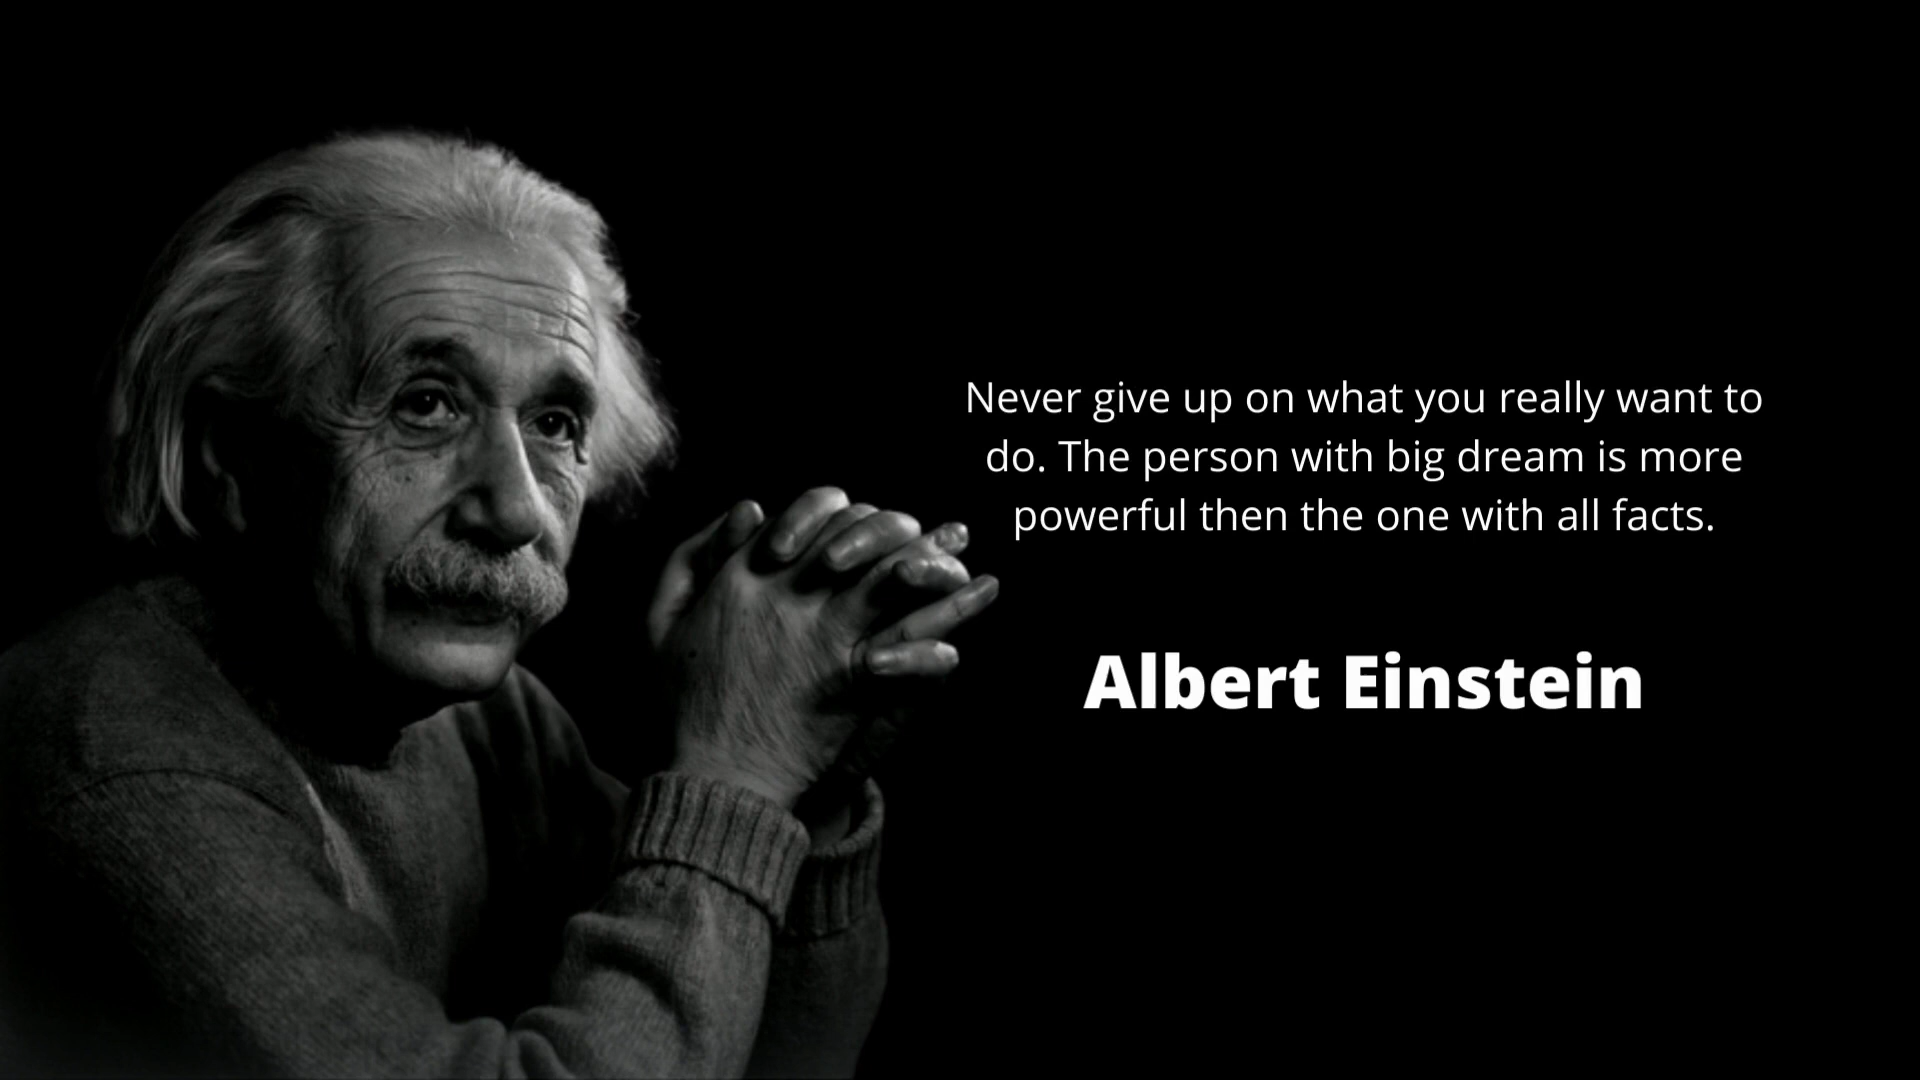 Never give up on what you really want to
do. The person with big dream is more
powerful then the one with all facts.
Albert Einstein